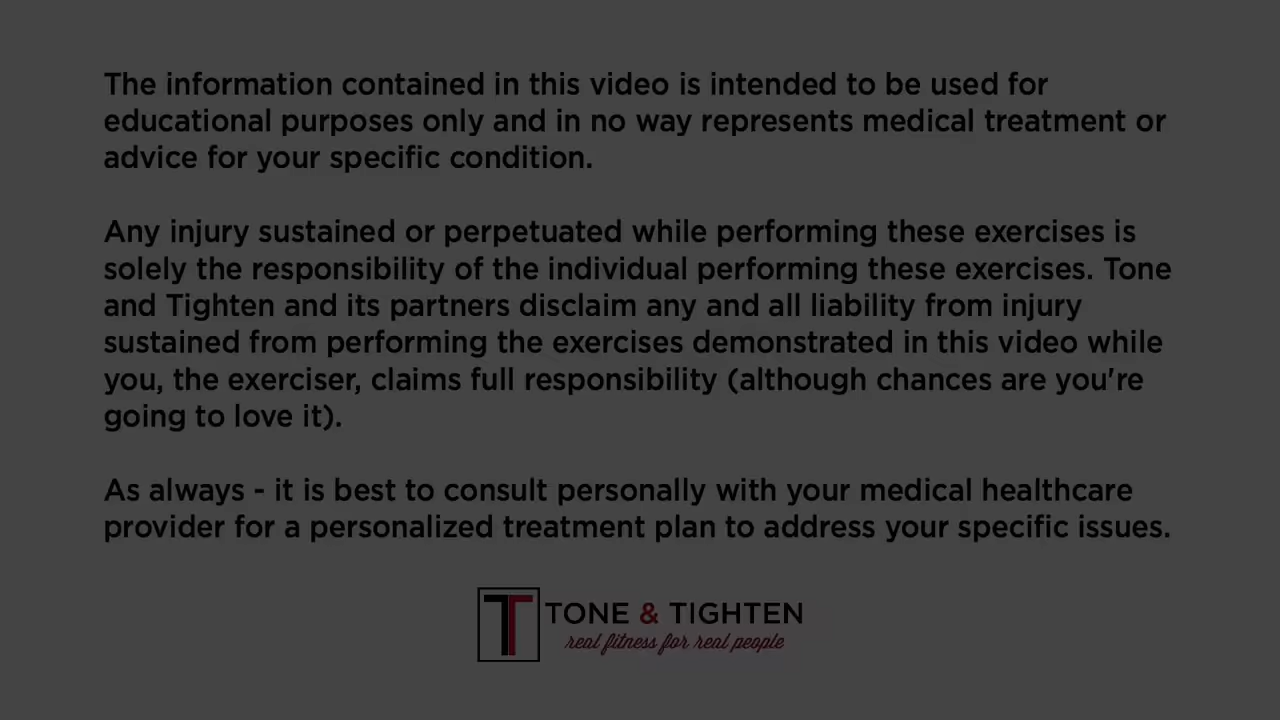 The information contained in this video is intended to be used for
educational purposes only and in no way represents medical treatment or
advice for your specific condition.
Any injury sustained or perpetuated while performing these exercises is
solely the responsibility of the individual performing these exercises. Tone
and Tighten and its partners disclaim any and all liability from injury
sustained from performing the exercises demonstrated in this video while
you, the exerciser, claims full responsibility (although chances are you're
going to love it).
As always - it is best to consult personally with your medical healthcare
provider for a personalized treatment plan to address your specific issues.
TT TONE & TIGHTEN
real fitness for real people